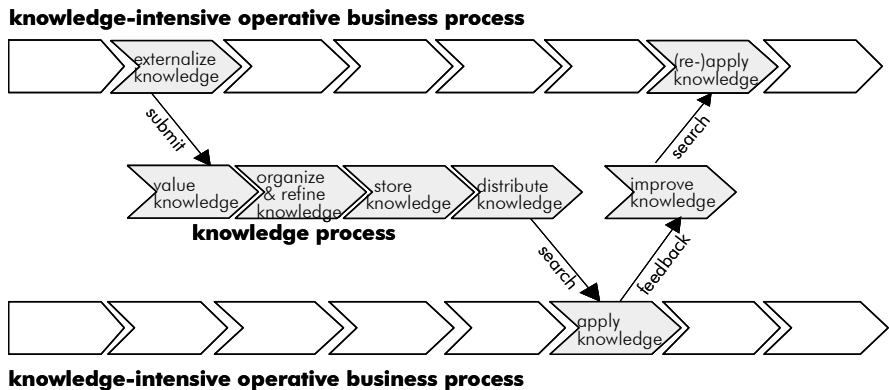 knowledge-intensive operative business process
externalize
knowledge
(re-)apply
knowledge
submit
search
value
knowledge
organize
& refine
knowledge
store
knowledge
distribute
knowledge
improve
knowledge
knowledge process
search
feedback
apply
knowledge
knowledge-intensive operative business process